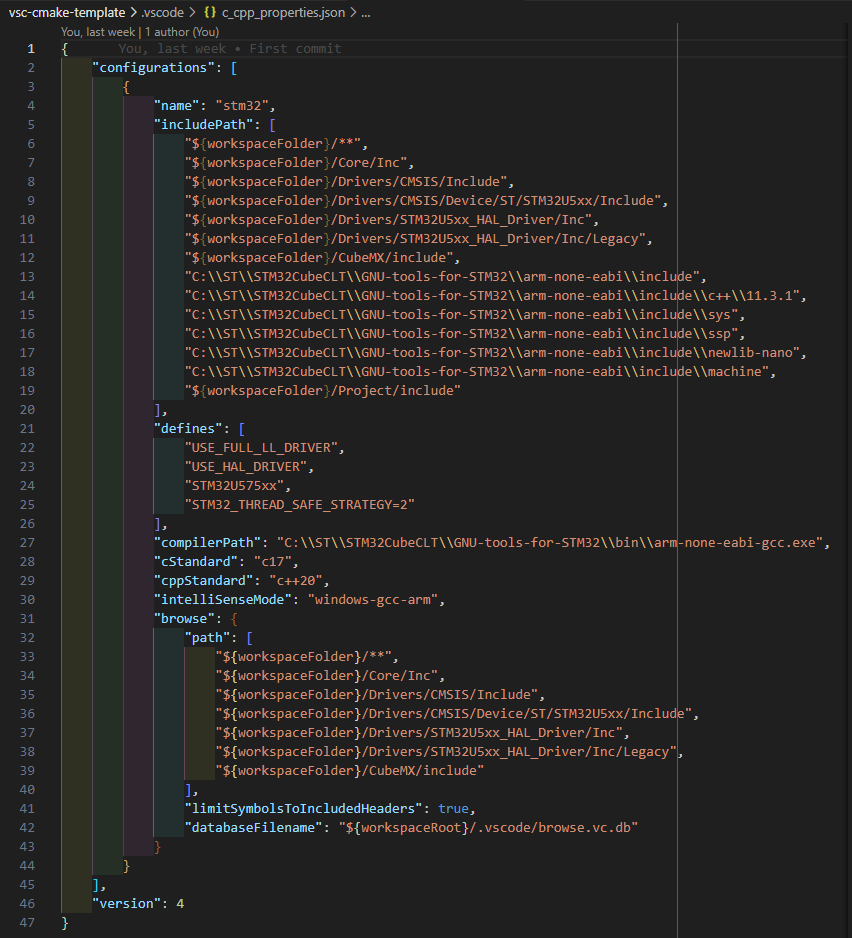 vsc-cmake-template > .vscode > {} c_cpp_properties.json > ...
You, last week | 1 author (You)
1 { You, last week • First commit
2 "configurations": [
3 {
4 "name": "stm32",
5 "includePath": [
6 "${workspaceFolder}/**",
7 "${workspaceFolder}/Core/Inc",
8 "${workspaceFolder}/Drivers/CMSIS/Include",
9 "${workspaceFolder}/Drivers/CMSIS/Device/ST/STM32U5xx/Include",
10 "${workspaceFolder}/Drivers/STM32U5xx_HAL_Driver/Inc",
11 "${workspaceFolder}/Drivers/STM32U5xx_HAL_Driver/Inc/Legacy",
12 "${workspaceFolder}/CubeMX/include",
13 "C:\\ST\\STM32CubeCLT\\GNU-tools-for-STM32\\arm-none-eabi\\include",
14 "C:\\ST\\STM32CubeCLT\\GNU-tools-for-STM32\\arm-none-eabi\\include\\c++\\11.3.1",
15 "C:\\ST\\STM32CubeCLT\\GNU-tools-for-STM32\\arm-none-eabi\\include\\sys",
16 "C:\\ST\\STM32CubeCLT\\GNU-tools-for-STM32\\arm-none-eabi\\include\\ssp",
17 "C:\\ST\\STM32CubeCLT\\GNU-tools-for-STM32\\arm-none-eabi\\include\\newlib-nano",
18 "C:\\ST\\STM32CubeCLT\\GNU-tools-for-STM32\\arm-none-eabi\\include\\machine",
19 "${workspaceFolder}/Project/include"
20 ],
21 "defines": [
22 "USE_FULL_LL_DRIVER",
23 "USE_HAL_DRIVER",
24 "STM32U575xx",
25 "STM32_THREAD_SAFE_STRATEGY=2"
26 ],
27 "compilerPath": "C:\\ST\\STM32CubeCLT\\GNU-tools-for-STM32\\bin\\arm-none-eabi-gcc.exe",
28 "cStandard": "c17",
29 "cppStandard": "c++20",
30 "intelliSenseMode": "windows-gcc-arm",
31 "browse": {
32 "path": [
33 "${workspaceFolder}/**",
34 "${workspaceFolder}/Core/Inc",
35 "${workspaceFolder}/Drivers/CMSIS/Include",
36 "${workspaceFolder}/Drivers/CMSIS/Device/ST/STM32U5xx/Include",
37 "${workspaceFolder}/Drivers/STM32U5xx_HAL_Driver/Inc",
38 "${workspaceFolder}/Drivers/STM32U5xx_HAL_Driver/Inc/Legacy",
39 "${workspaceFolder}/CubeMX/include"
40 ],
41 "limitSymbolsToIncludedHeaders": true,
42 "databaseFilename": "${workspaceRoot}/.vscode/browse.vc.db"
43 }
44 }
45 ],
46 "version": 4
47 }